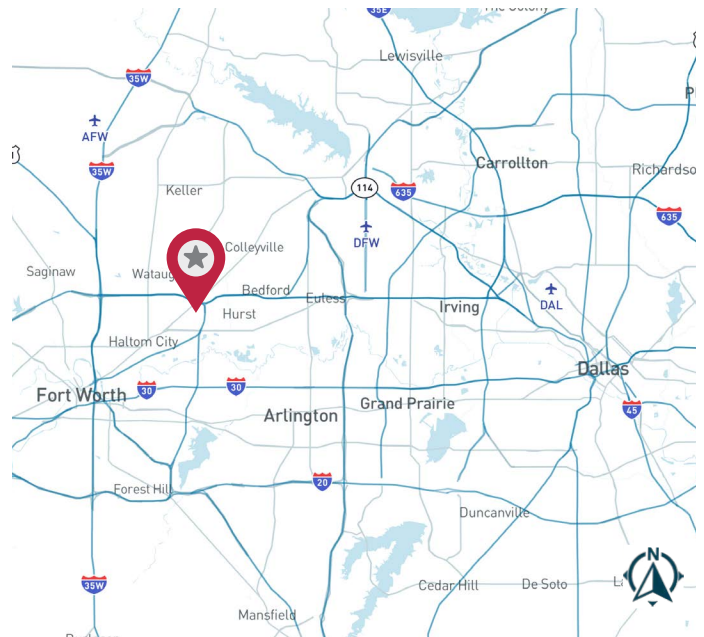 35E
The Colony
Lewisville
35W
AFW
35W
Carrollton
Richardso
Keller
114
635
635
DFW
Colleyville
Saginaw
Bedford
Euless
DAL
Irving
Hurst
Haltom City
Dallas
Fort Worth
30
30
Grand Prairie
45
Arlington
20
Forest Hill
Duncanville
N
35W
Cedar Hill
De Soto
Mansfield